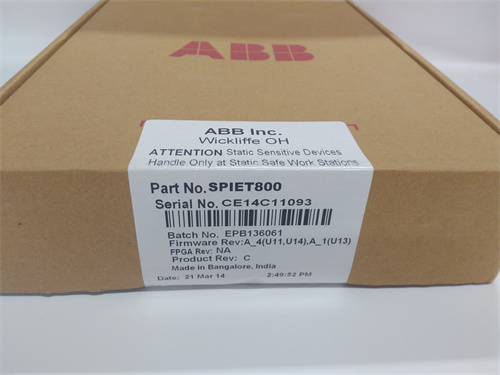 ABB
ABB Inc.
Wickliffe OH
ATTENTION Static Sensitive Devices
Handle Only at Static Safe Work Stations
Part No.SPIET800
Serial No.CE14C11093
Batch No. EPB136061
Firmware Rev:A_4(U11,U14),A_1(U13)
FPGA Rev: NA
Product Rev: C
Made in Bangalore, India
Date: 21 Mar 14 2:49:52 PM